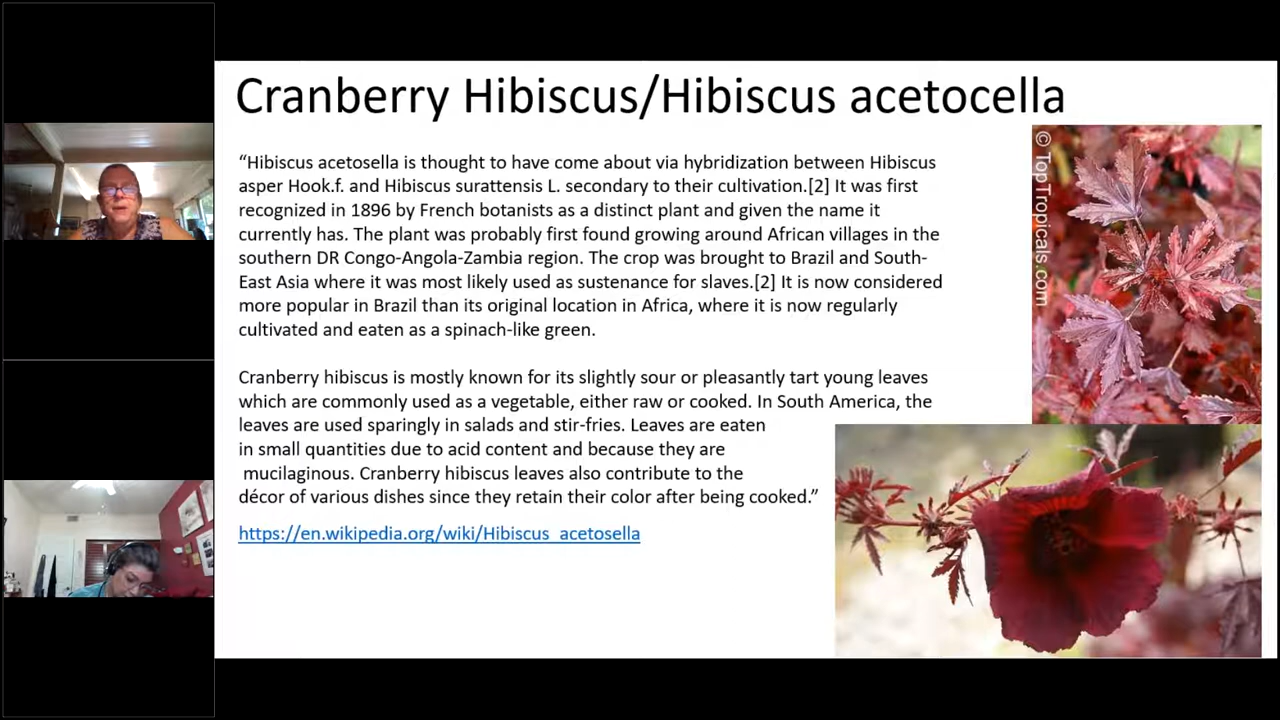 Cranberry Hibiscus/Hibiscus acetocella
“Hibiscus acetosella is thought to have come about via hybridization between Hibiscus
asper Hook.f. and Hibiscus surattensis L. secondary to their cultivation.[2] It was first
recognized in 1896 by French botanists as a distinct plant and given the name it
currently has. The plant was probably first found growing around African villages in the
southern DR Congo-Angola-Zambia region. The crop was brought to Brazil and South-
East Asia where it was most likely used as sustenance for slaves.[2] It is now considered
more popular in Brazil than its original location in Africa, where it is now regularly
cultivated and eaten as a spinach-like green.
Cranberry hibiscus is mostly known for its slightly sour or pleasantly tart young leaves
which are commonly used as a vegetable, either raw or cooked. In South America, the
leaves are used sparingly in salads and stir-fries. Leaves are eaten
in small quantities due to acid content and because they are
mucilaginous. Cranberry hibiscus leaves also contribute to the
décor of various dishes since they retain their color after being cooked.”
https://en.wikipedia.org/wiki/Hibiscus_acetosella
© TopTropicals.com